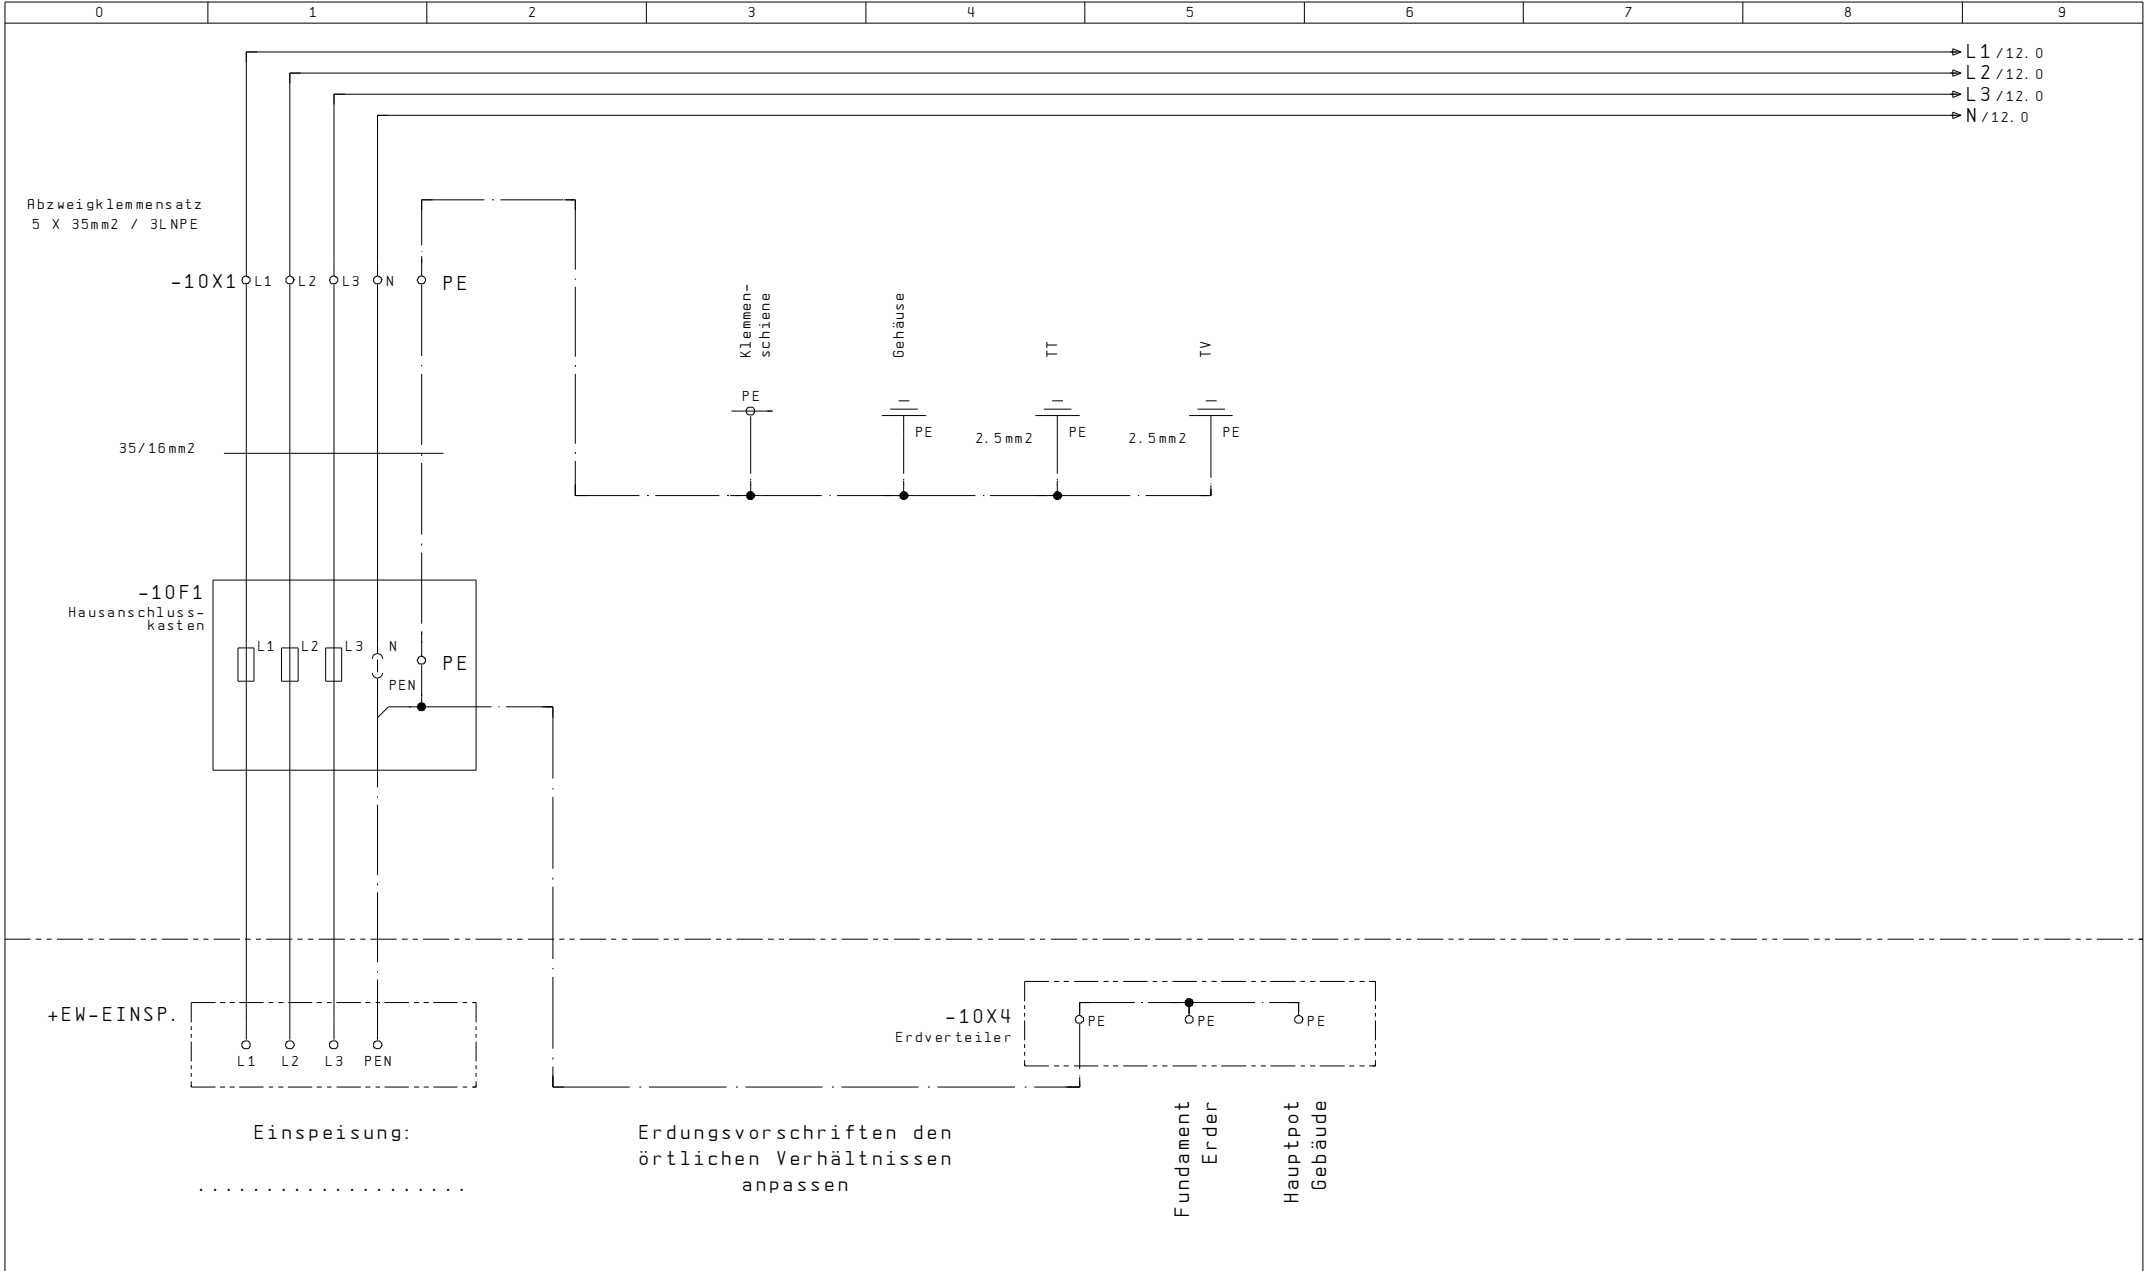 0 1 2 3 4 5 6 7 8 9
L1/12.0
L2/12.0
L3/12.0
N/12.0
Abzweigklemmensatz
5 X 35mm2 / 3LNPE
-10X1 L1 L2 L3 N PE
Klemmen-
schiene
Gehäuse
TT
TV
PE
PE
2.5mm2 PE
2.5mm2 PE
35/16mm2
-10F1
Hausanschluss-
kasten
L1 L2 L3 N
PE
PEN
+EW-EINSP.
L1 L2 L3 PEN
-10X4
Erdverteiler
PE PE PE
Einspeisung:
....................
Erdungsvorschriften den
örtlichen Verhältnissen
anpassen
Fundament
Erder
Hauptpot
Gebäude